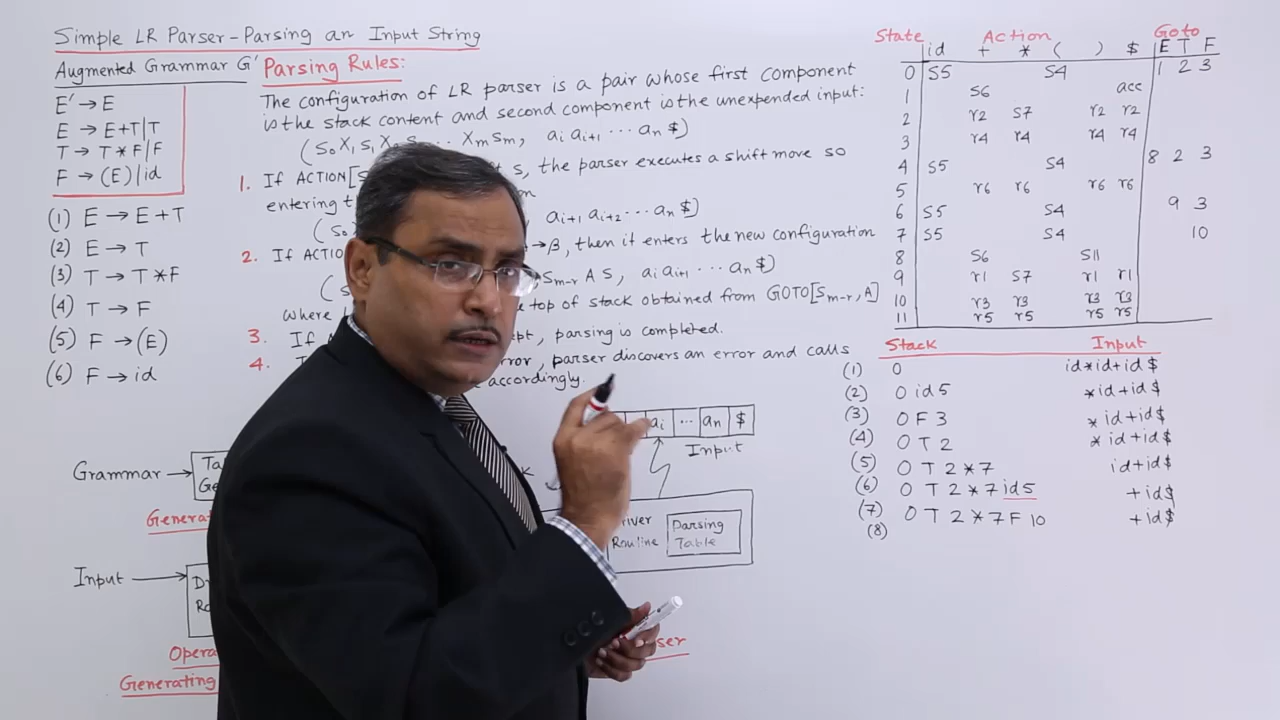 Simple LR Parser-Parsing an Input String
Augmented Grammar G'
E' → E
E → E+T|T
T → T*F|F
F → (E)|id
(1) E → E+T
(2) E → T
(3) T → T*F
(4) T → F
(5) F → (E)
(6) F → id
Parsing Rules:
The configuration of LR parser is a pair whose first component
is the stack content and second component is the unexpended input:
(S0 X1 S1 X2 Xm Sm, ai ai+1 ... an $)
1. If ACTION[S S, the parser executes a shift move so
entering
(S0 ai+1 ai+2 ... an $)
2. If → β, then it enters the new configuration
Sm-r A S, ai ai+1 ... an $)
where top of stack obtained from GOTO[Sm-r, A]
3. If parsing is completed.
4. parser discovers an error and calls
accordingly.
ai ... an $
Input
Grammar →
Driver
Routine
Parsing
Table
Input →
State Action Goto
id + * ( ) $ E T F
0 S5 S4 1 2 3
1 S6 acc
2 r2 S7 r2 r2
3 r4 r4 r4 r4
4 S5 S4 8 2 3
5 r6 r6 r6 r6
6 S5 S4 9 3
7 S5 S4 10
8 S6 S11
9 r1 S7 r1 r1
10 r3 r3 r3 r3
11 r5 r5 r5 r5
Stack Input
(1) 0 id*id+id $
(2) 0 id 5 *id+id$
(3) 0 F 3 *id+id$
(4) 0 T 2 *id+id$
(5) 0 T 2 * 7 id+id$
(6) 0 T 2 * 7 id5 +id$
(7) 0 T 2 * 7 F 10 +id$
(8)
Generating